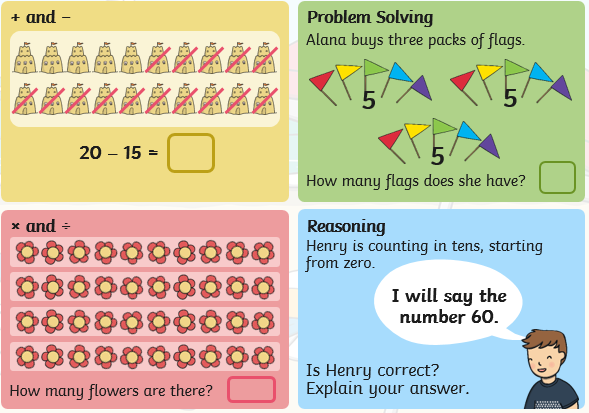 + and −
20 – 15 =
Problem Solving
Alana buys three packs of flags.
5
5
5
How many flags does she have?
× and ÷
How many flowers are there?
Reasoning
Henry is counting in tens, starting
from zero.
I will say the
number 60.
Is Henry correct?
Explain your answer.